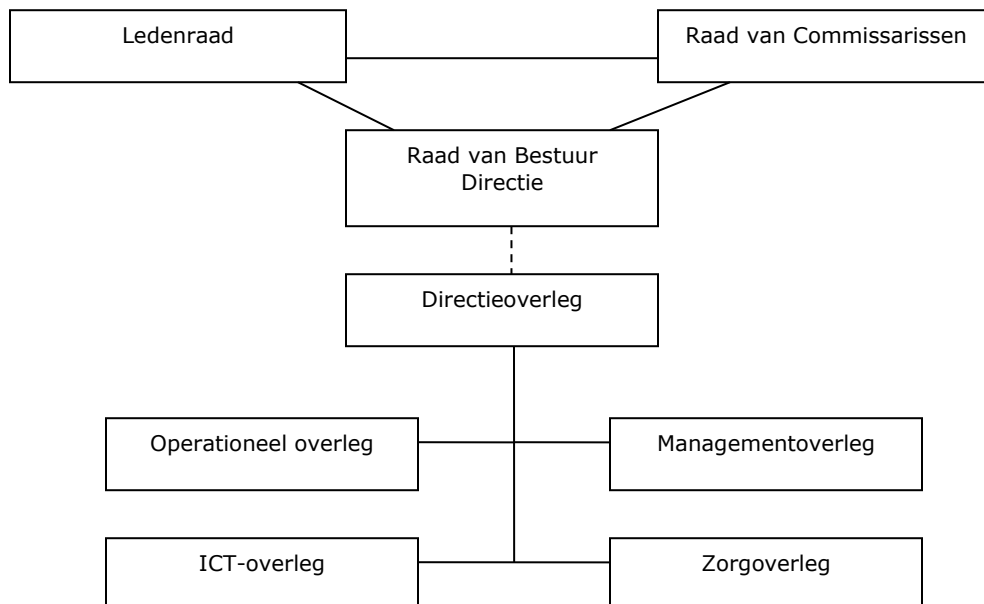 Ledenraad
Raad van Commissarissen
Raad van Bestuur
Directie
Directieoverleg
Operationeel overleg
Managementoverleg
ICT-overleg
Zorgoverleg